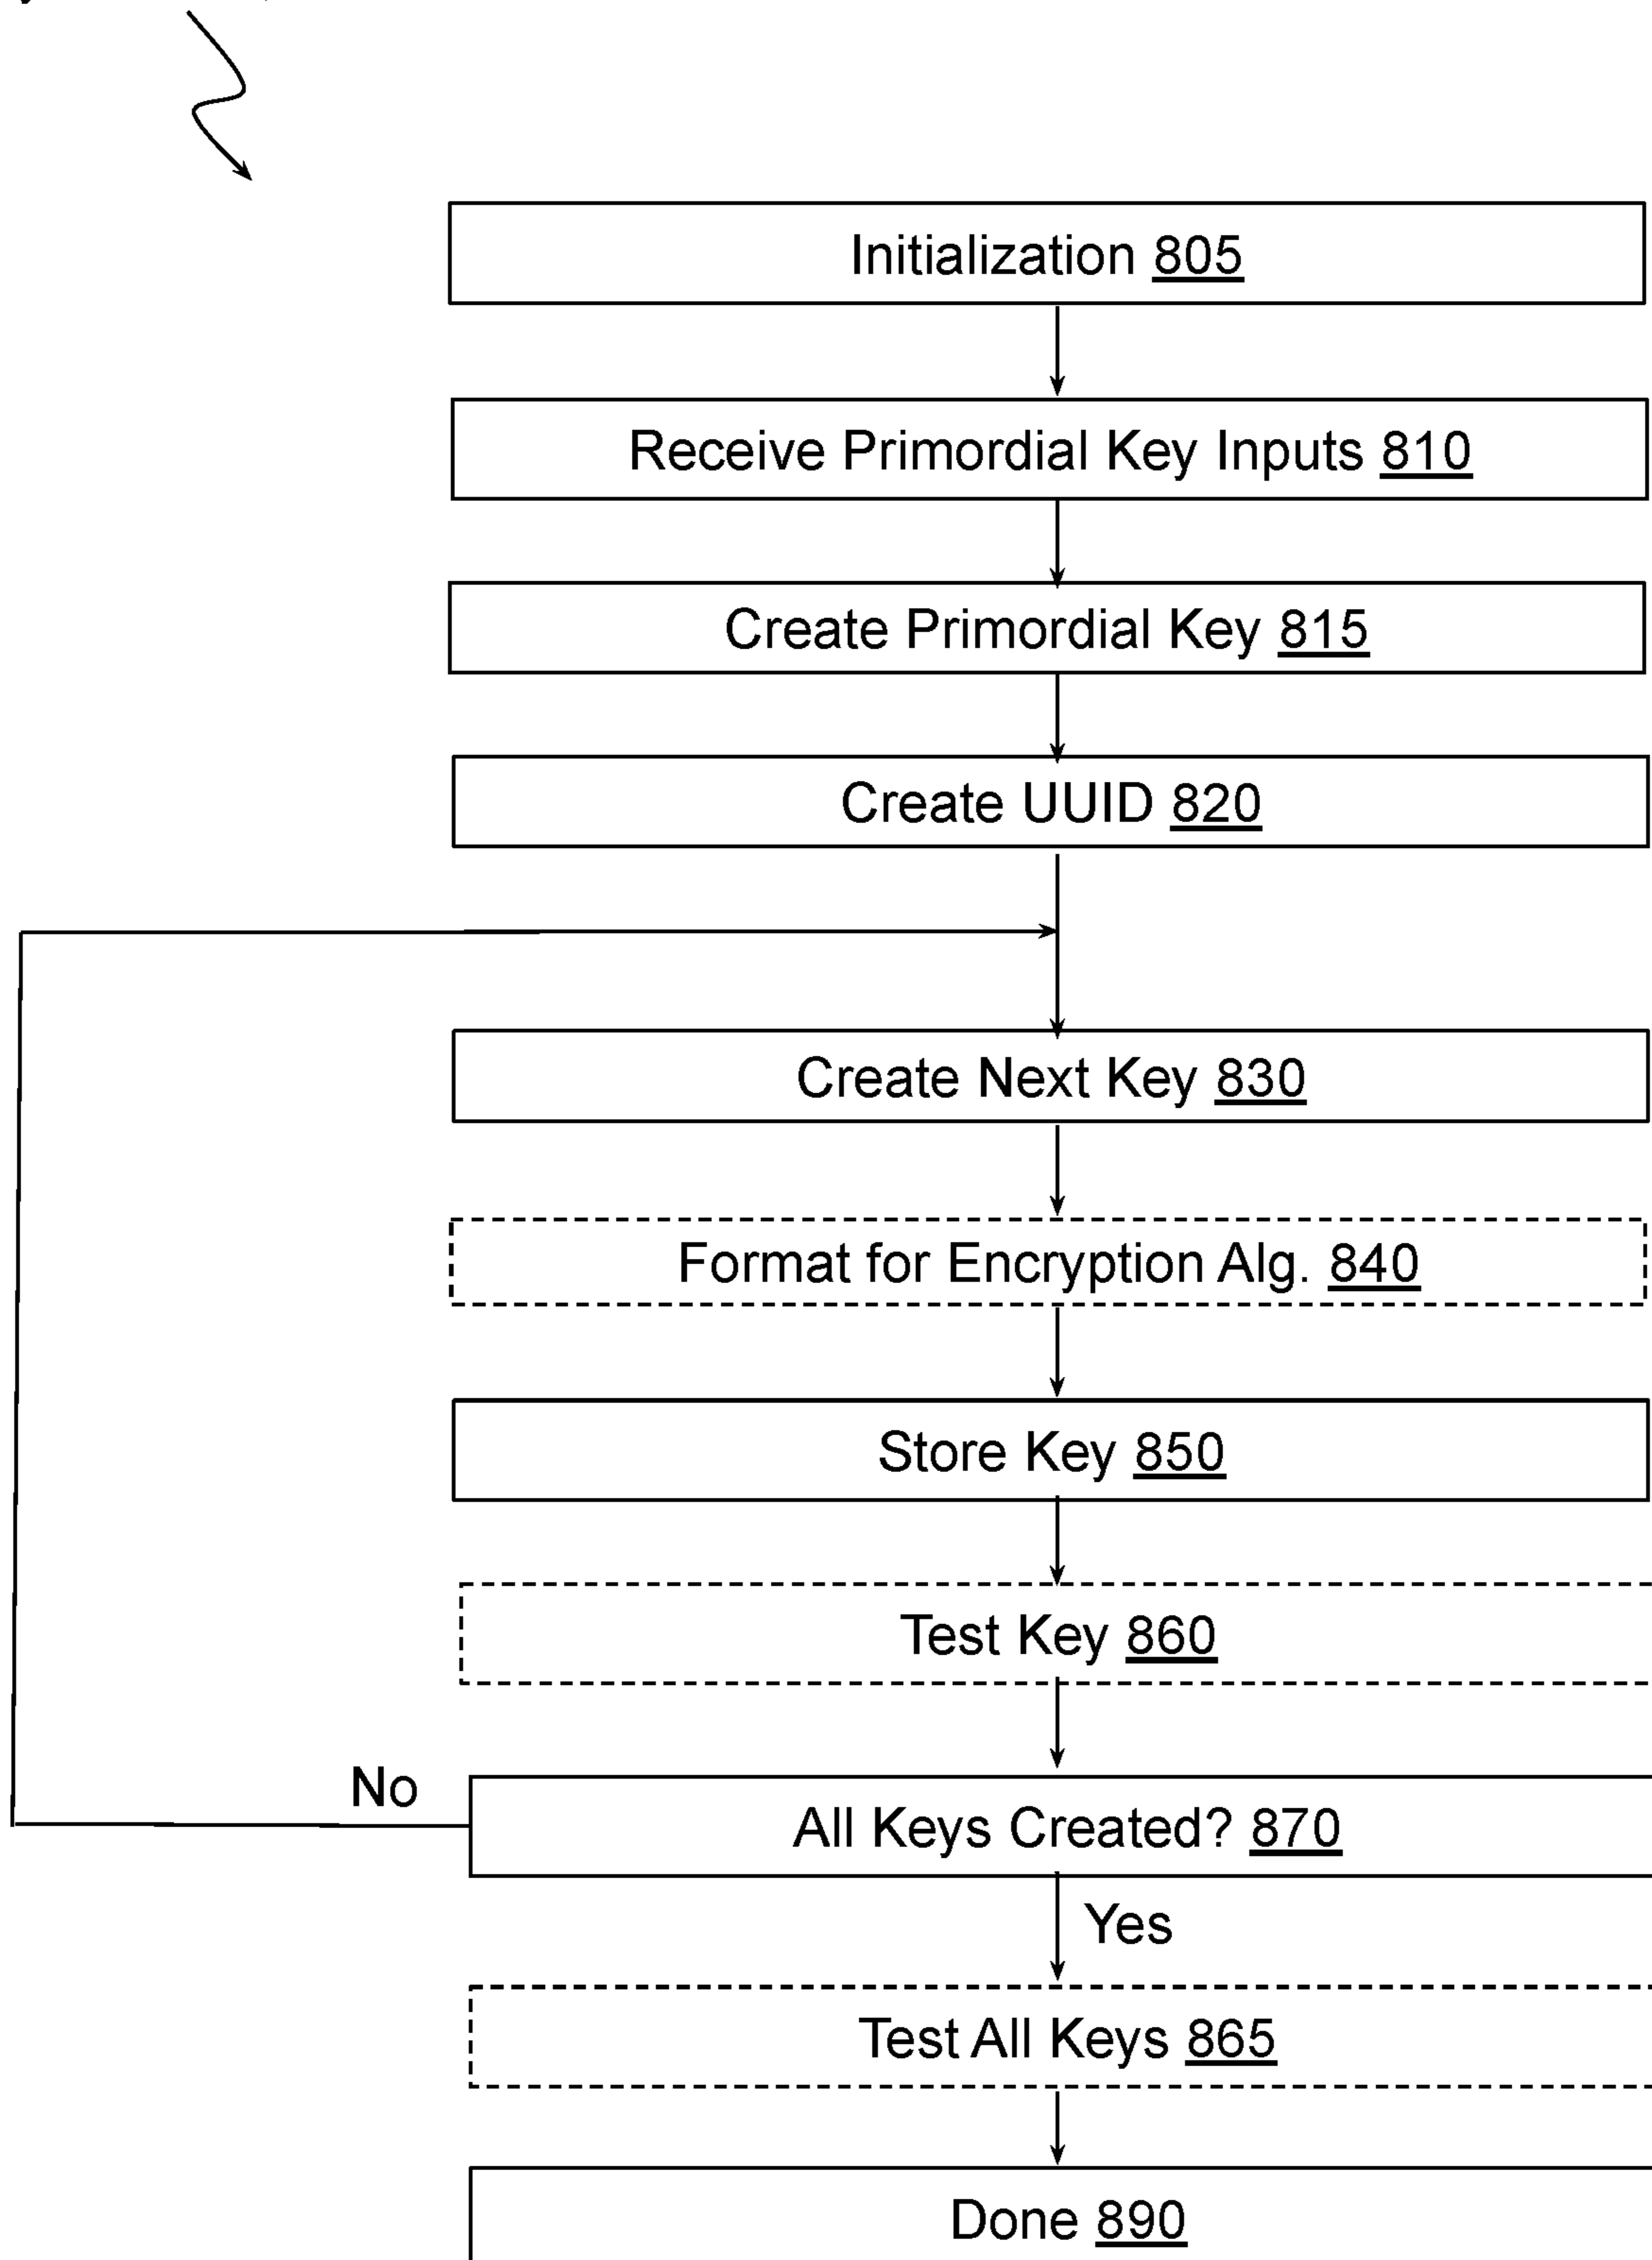 Initialization 805
Receive Primordial Key Inputs 810
Create Primordial Key 815
Create UUID 820
Create Next Key 830
Format for Encryption Alg. 840
Store Key 850
Test Key 860
No
All Keys Created? 870
Yes
Test All Keys 865
Done 890